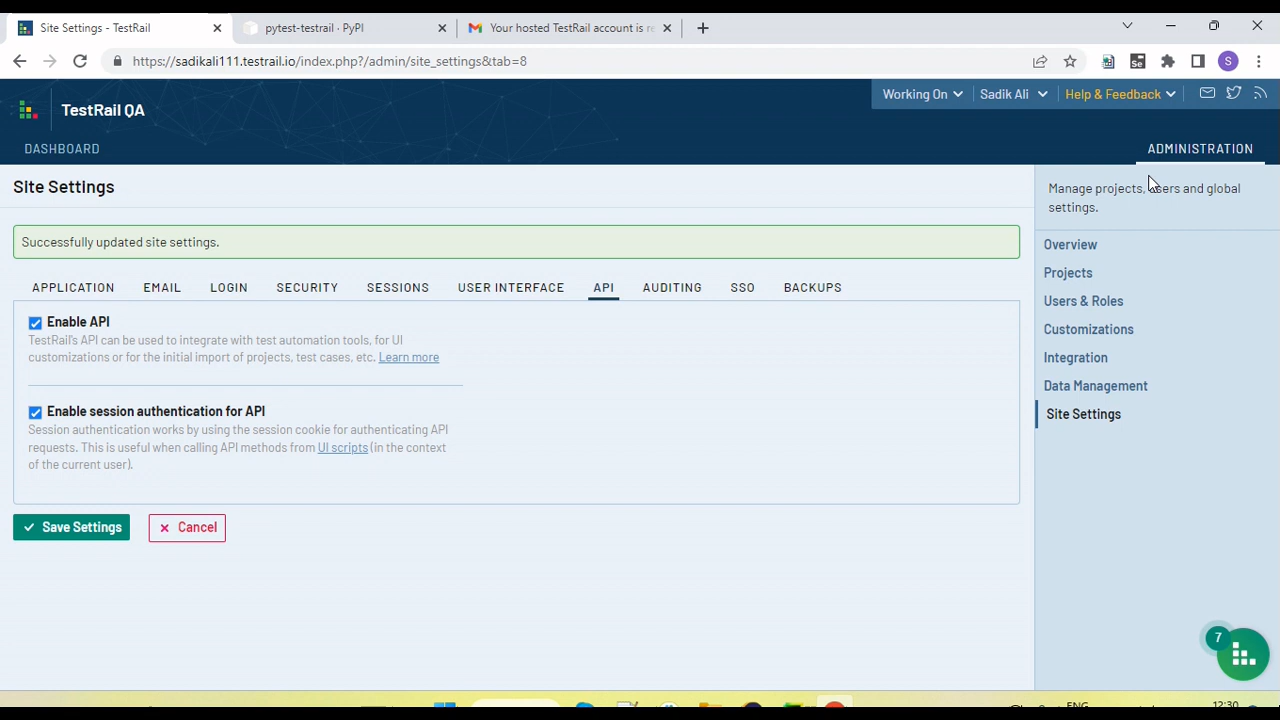 Site Settings - TestRail
pytest-testrail · PyPI
Your hosted TestRail account is re
https://sadikali111.testrail.io/index.php?/admin/site_settings&tab=8
Se
S
TestRail QA
Working On
Sadik Ali
Help & Feedback
DASHBOARD
ADMINISTRATION
Site Settings
Manage projects, users and global
settings.
Successfully updated site settings.
Overview
Projects
Users & Roles
Customizations
Integration
Data Management
Site Settings
APPLICATION
EMAIL
LOGIN
SECURITY
SESSIONS
USER INTERFACE
API
AUDITING
SSO
BACKUPS
Enable API
TestRail's API can be used to integrate with test automation tools, for UI
customizations or for the initial import of projects, test cases, etc. Learn more
Enable session authentication for API
Session authentication works by using the session cookie for authenticating API
requests. This is useful when calling API methods from UI scripts (in the context
of the current user).
Save Settings
Cancel
7
ENG
12:30